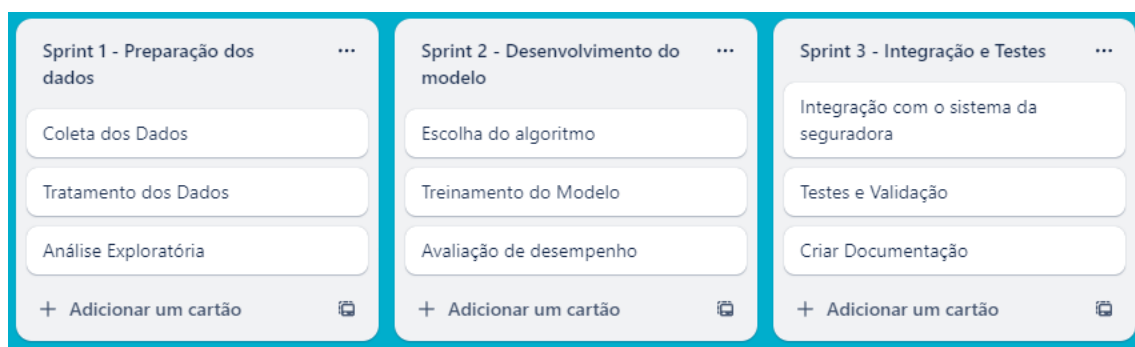 Sprint 1 - Preparação dos
dados
Coleta dos Dados
Tratamento dos Dados
Análise Exploratória
+ Adicionar um cartão
Sprint 2 - Desenvolvimento do
modelo
Escolha do algoritmo
Treinamento do Modelo
Avaliação de desempenho
+ Adicionar um cartão
Sprint 3 - Integração e Testes
Integração com o sistema da
seguradora
Testes e Validação
Criar Documentação
+ Adicionar um cartão